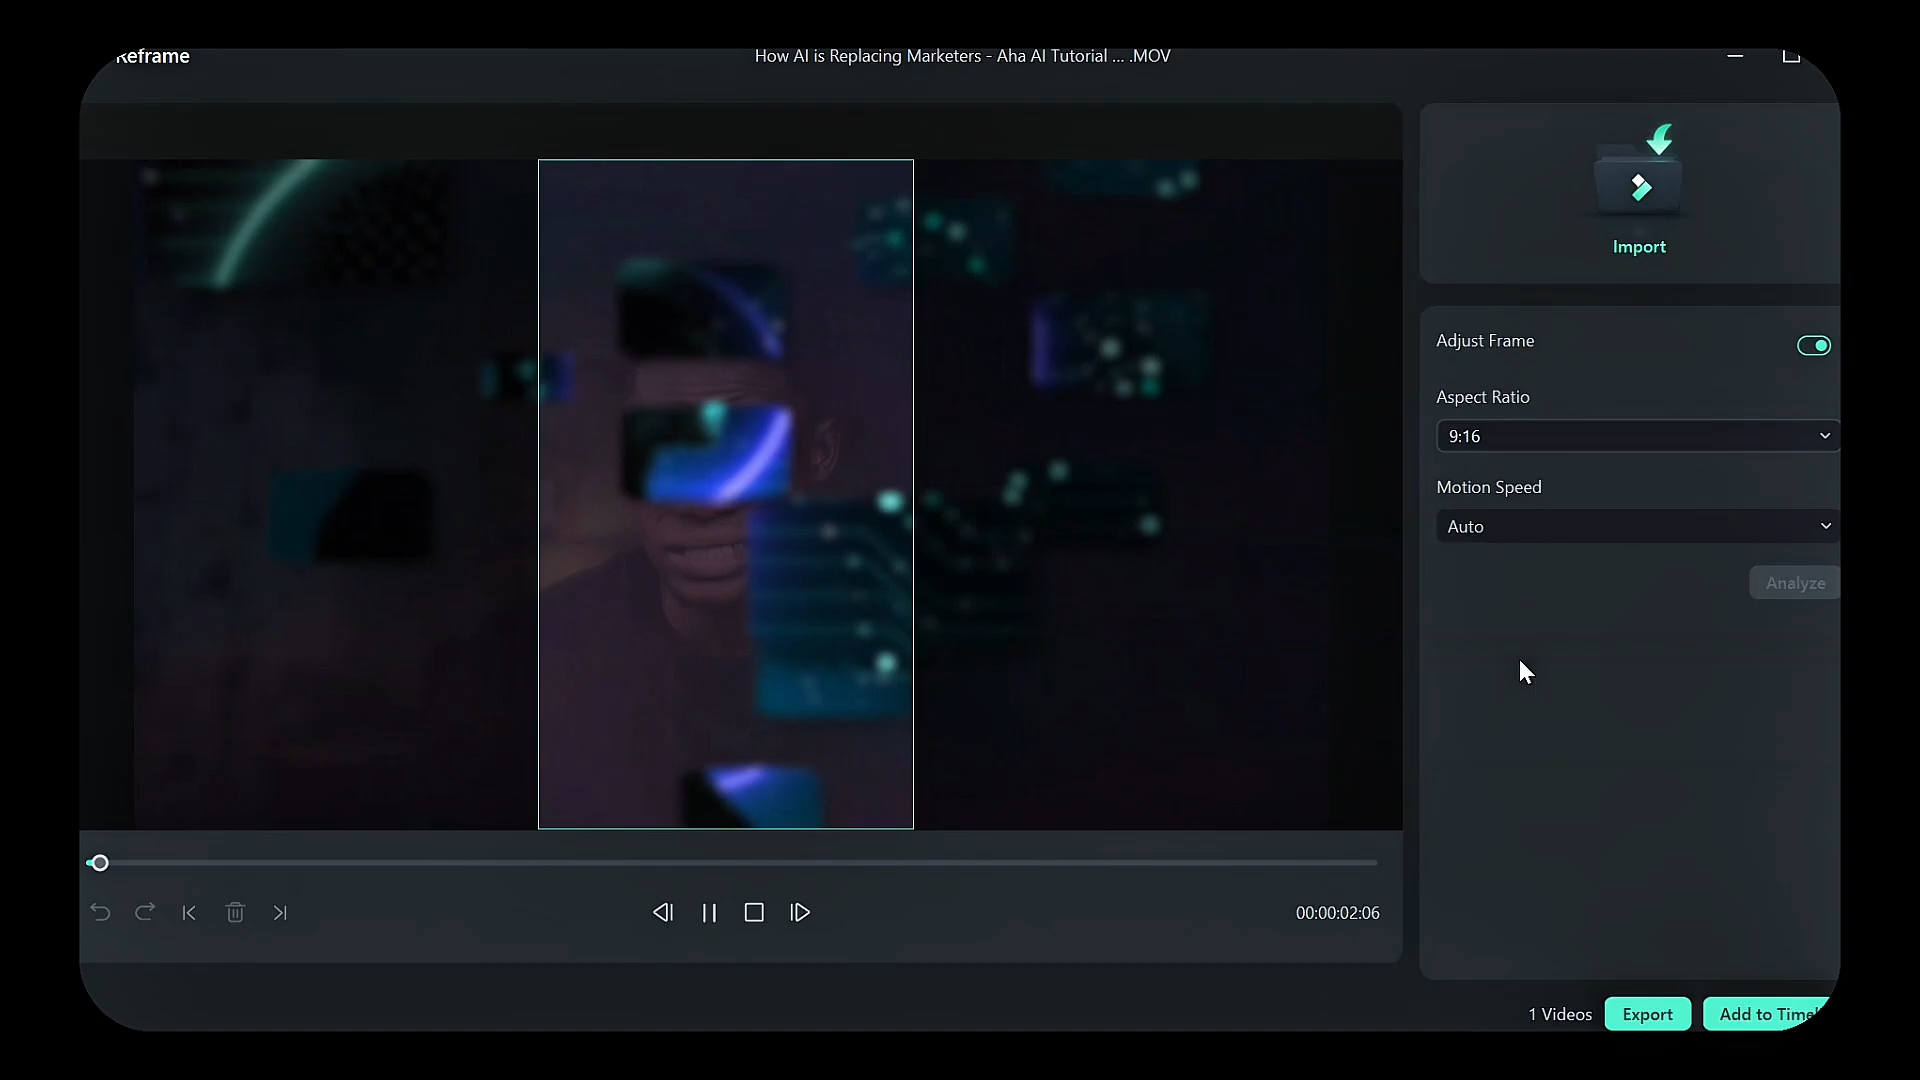 Reframe
How AI is Replacing Marketers - Aha AI Tutorial ... .MOV
Import
Adjust Frame
Aspect Ratio
9:16
Motion Speed
Auto
Analyze
00:00:02:06
1 Videos
Export
Add to Timel